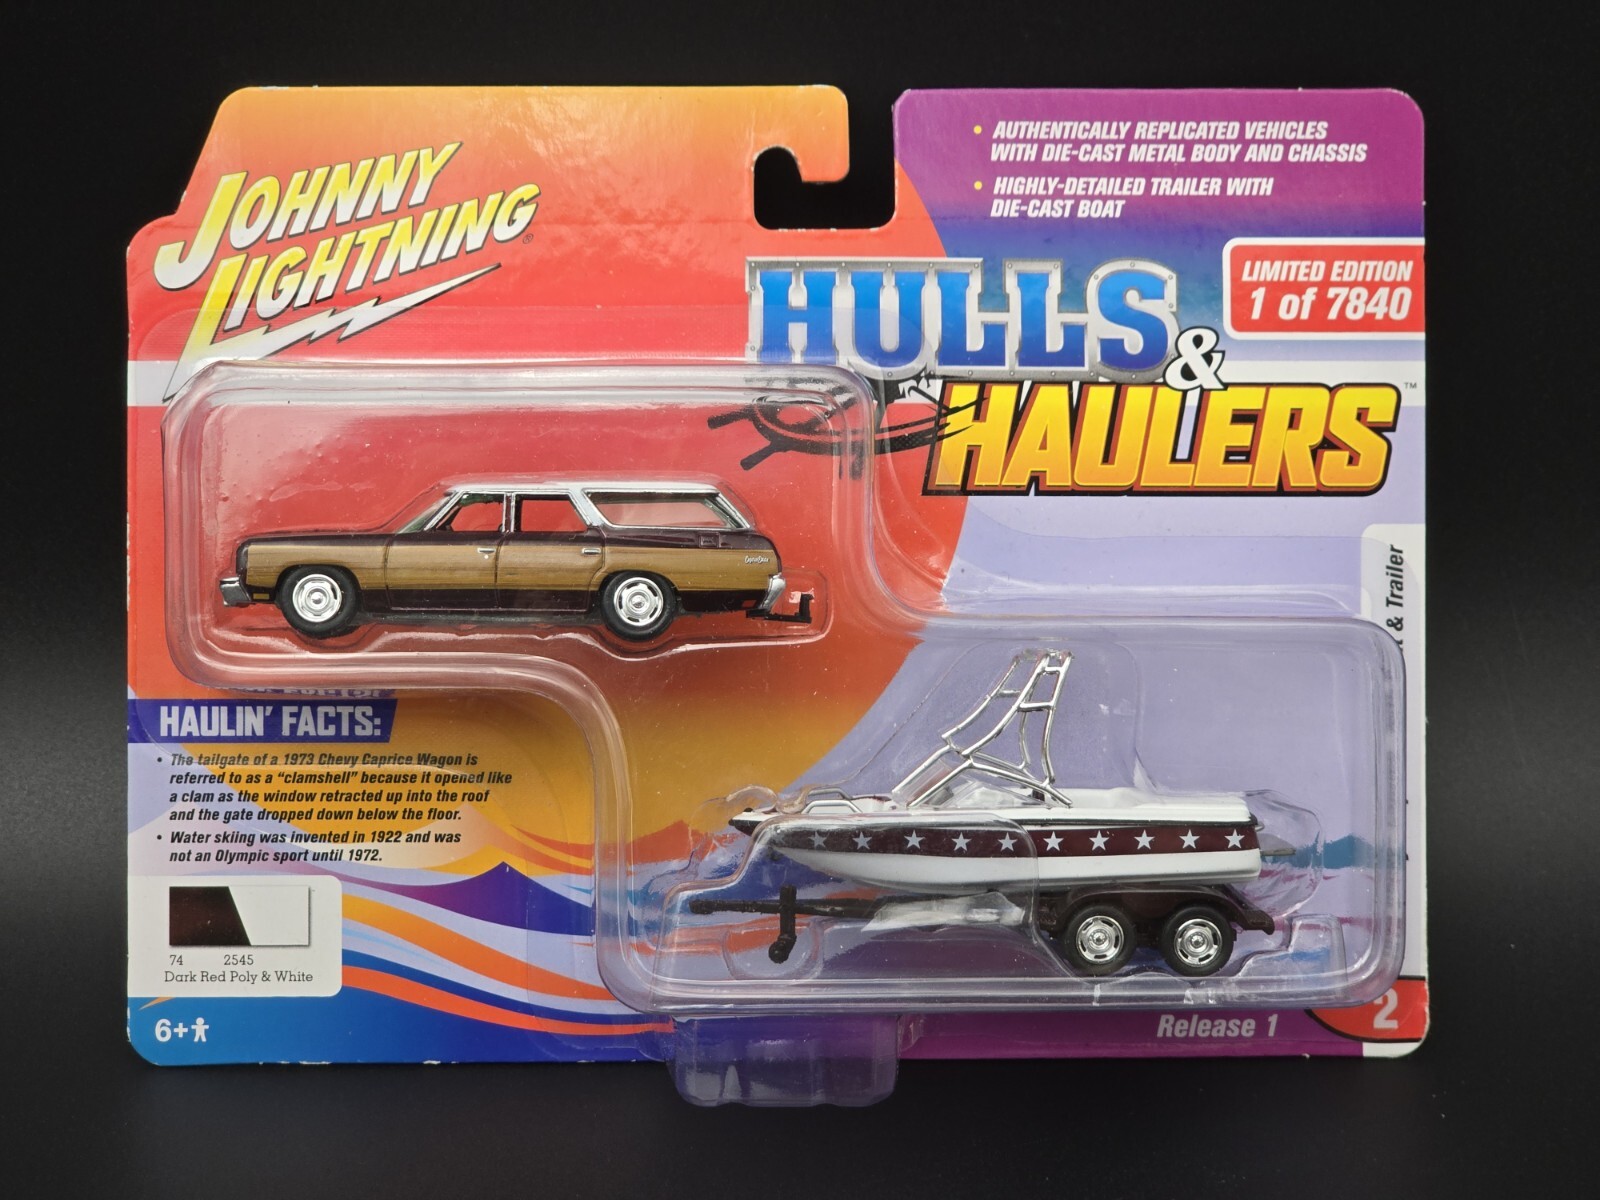 JOHNNY
LIGHTNING®
• AUTHENTICALLY REPLICATED VEHICLES
WITH DIE-CAST METAL BODY AND CHASSIS
• HIGHLY-DETAILED TRAILER WITH
DIE-CAST BOAT
LIMITED EDITION
1 of 7840
HULLS
&
HAULERS™
& Trailer
HAULIN' FACTS:
• The tailgate of a 1973 Chevy Caprice Wagon is
referred to as a "clamshell" because it opened like
a clam as the window retracted up into the roof
and the gate dropped down below the floor.
• Water skiing was invented in 1922 and was
not an Olympic sport until 1972.
74 2545
Dark Red Poly & White
6+
Release 1
2